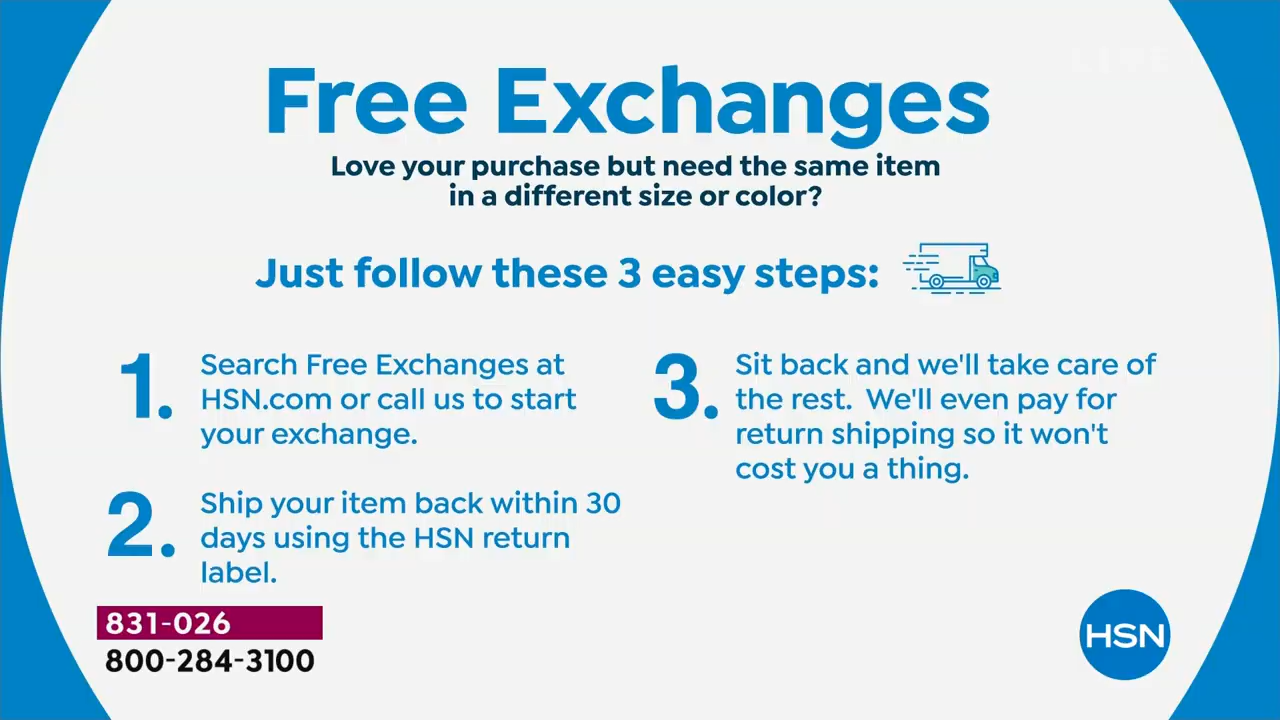 LIVE
Free Exchanges
Love your purchase but need the same item
in a different size or color?
Just follow these 3 easy steps:
1. Search Free Exchanges at
HSN.com or call us to start
your exchange.
2. Ship your item back within 30
days using the HSN return
label.
3. Sit back and we'll take care of
the rest. We'll even pay for
return shipping so it won't
cost you a thing.
831-026
800-284-3100
HSN